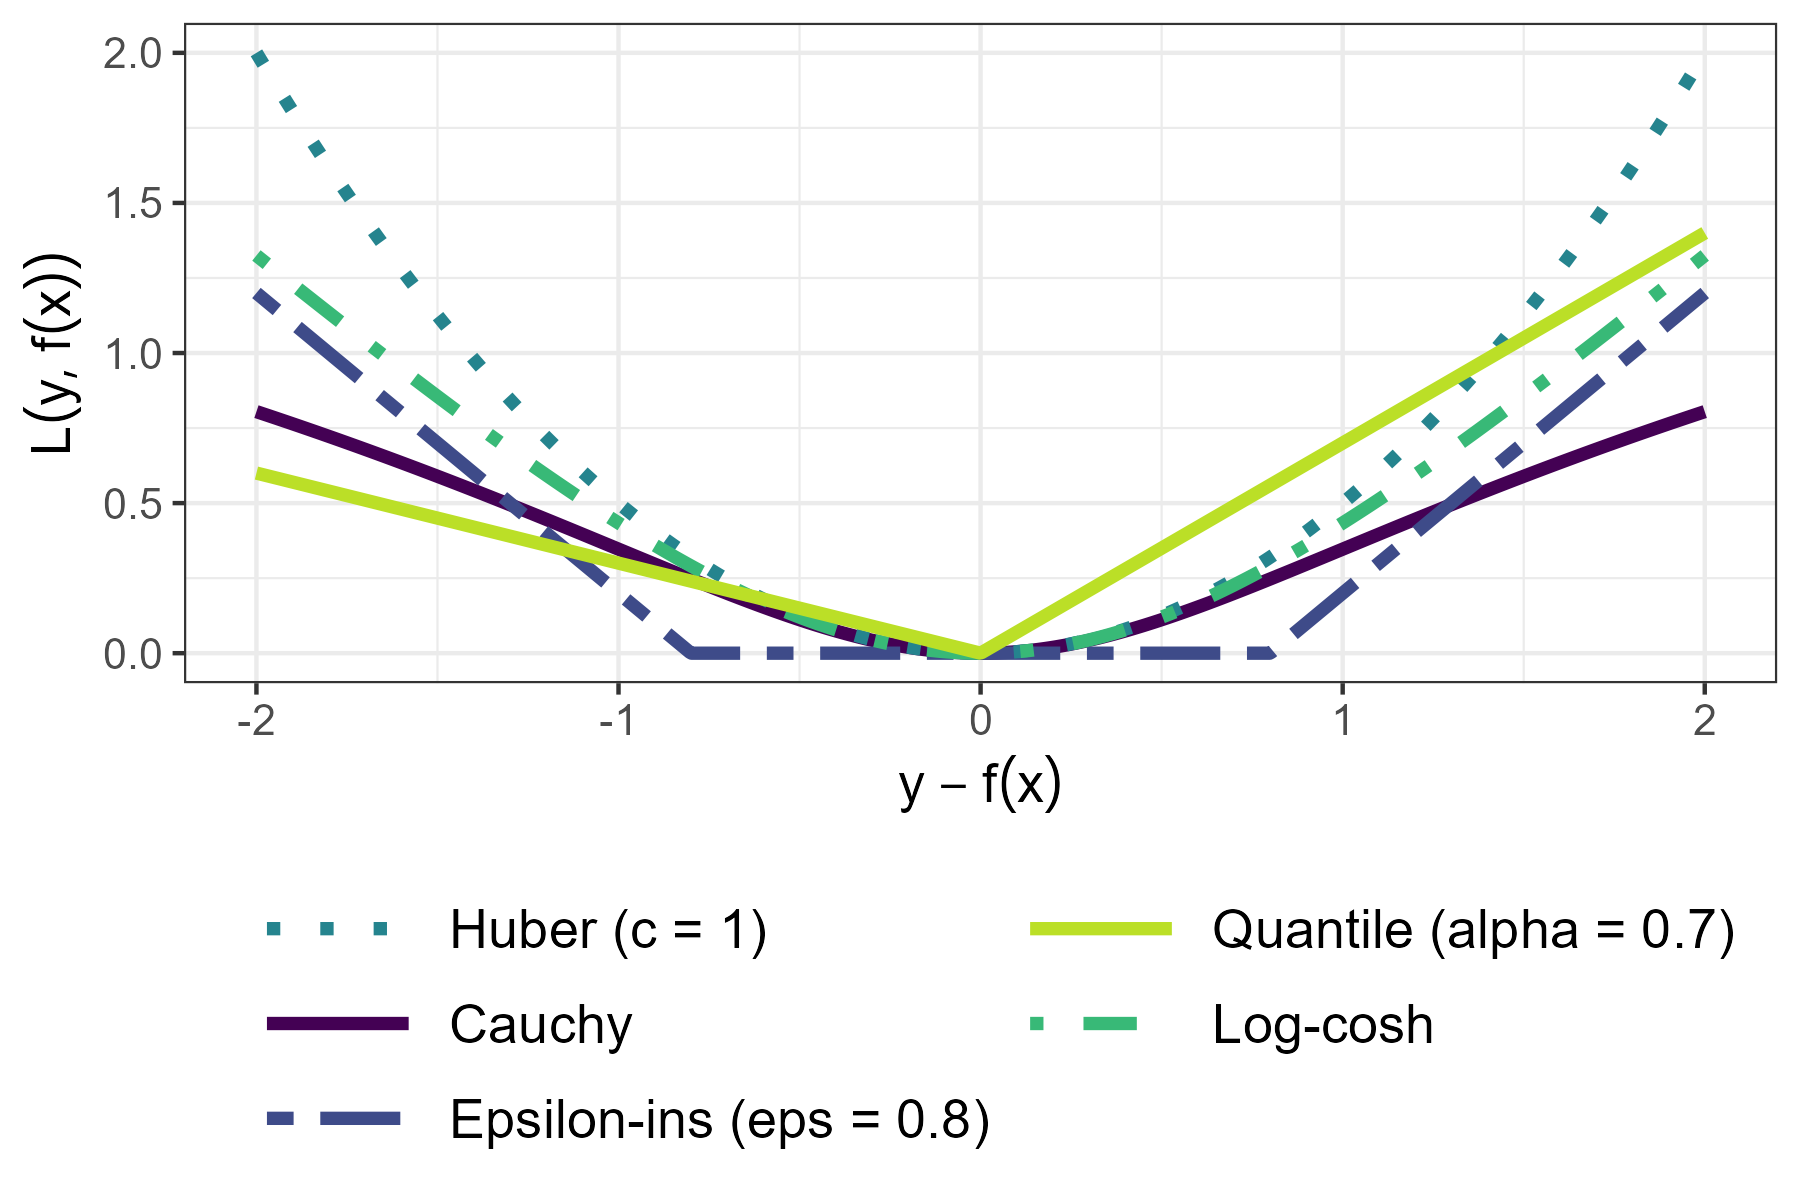 2.0
1.5
1.0
0.5
0.0
L(y, f(x))
-2 -1 0 1 2
y – f(x)
Huber (c = 1)
Quantile (alpha = 0.7)
Cauchy
Log-cosh
Epsilon-ins (eps = 0.8)